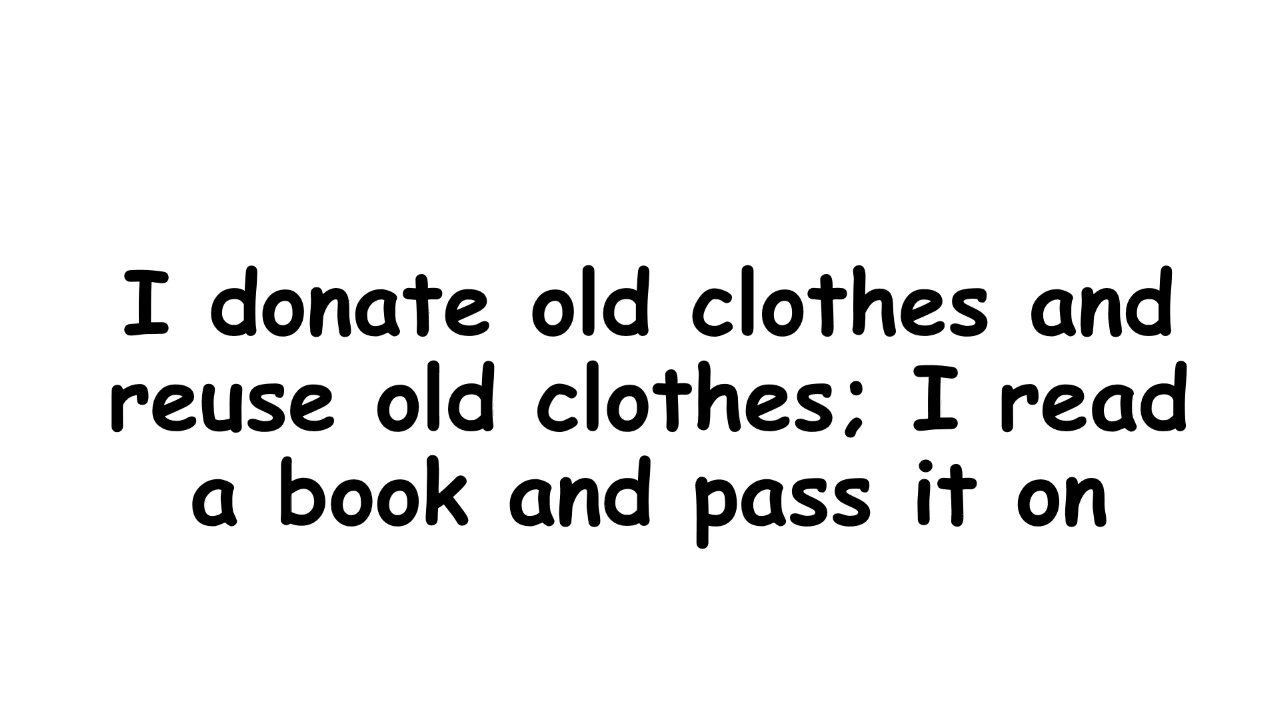 I donate old clothes and
reuse old clothes; I read
a book and pass it on